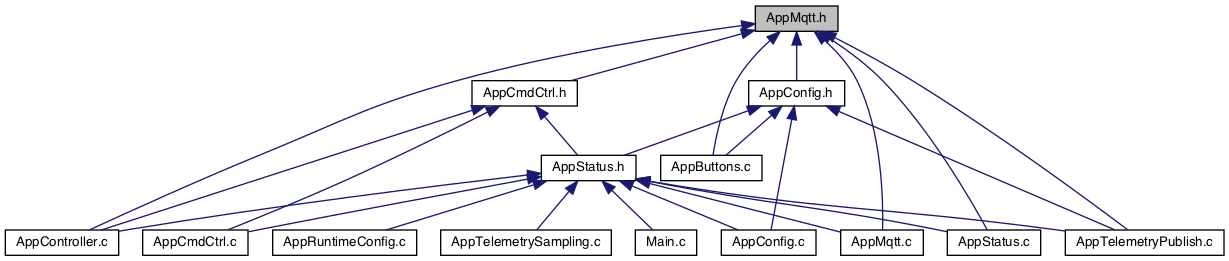 AppMqtt.h
AppCmdCtrl.h
AppConfig.h
AppStatus.h
AppButtons.c
AppController.c
AppCmdCtrl.c
AppRuntimeConfig.c
AppTelemetrySampling.c
Main.c
AppConfig.c
AppMqtt.c
AppStatus.c
AppTelemetryPublish.c